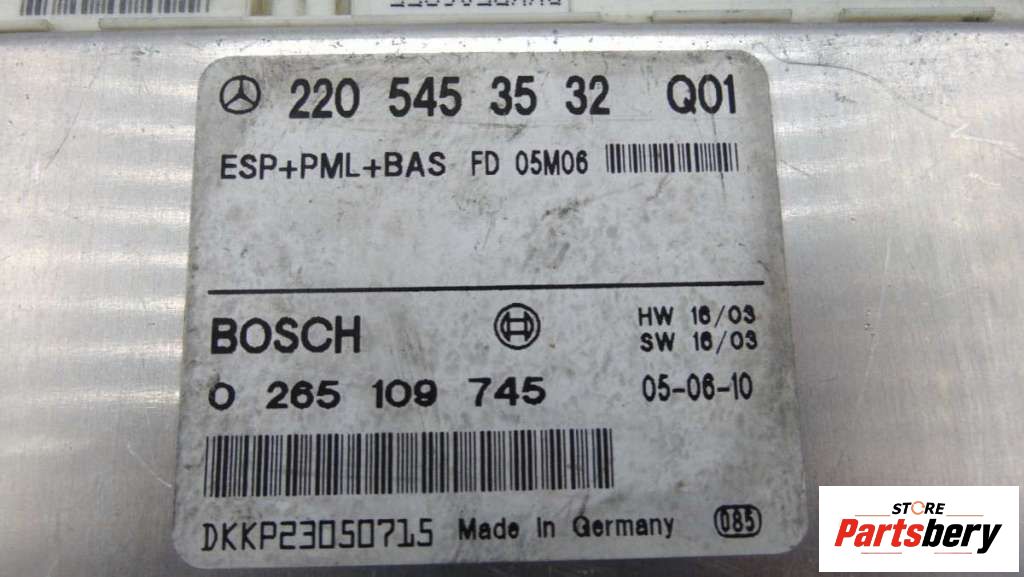 220 545 35 32 Q01
ESP+PML+BAS FD 05M06
BOSCH
HW 16/03
SW 16/03
0 265 109 745
05-06-10
DKKP23050715 Made in Germany 085
STORE
Partsbery